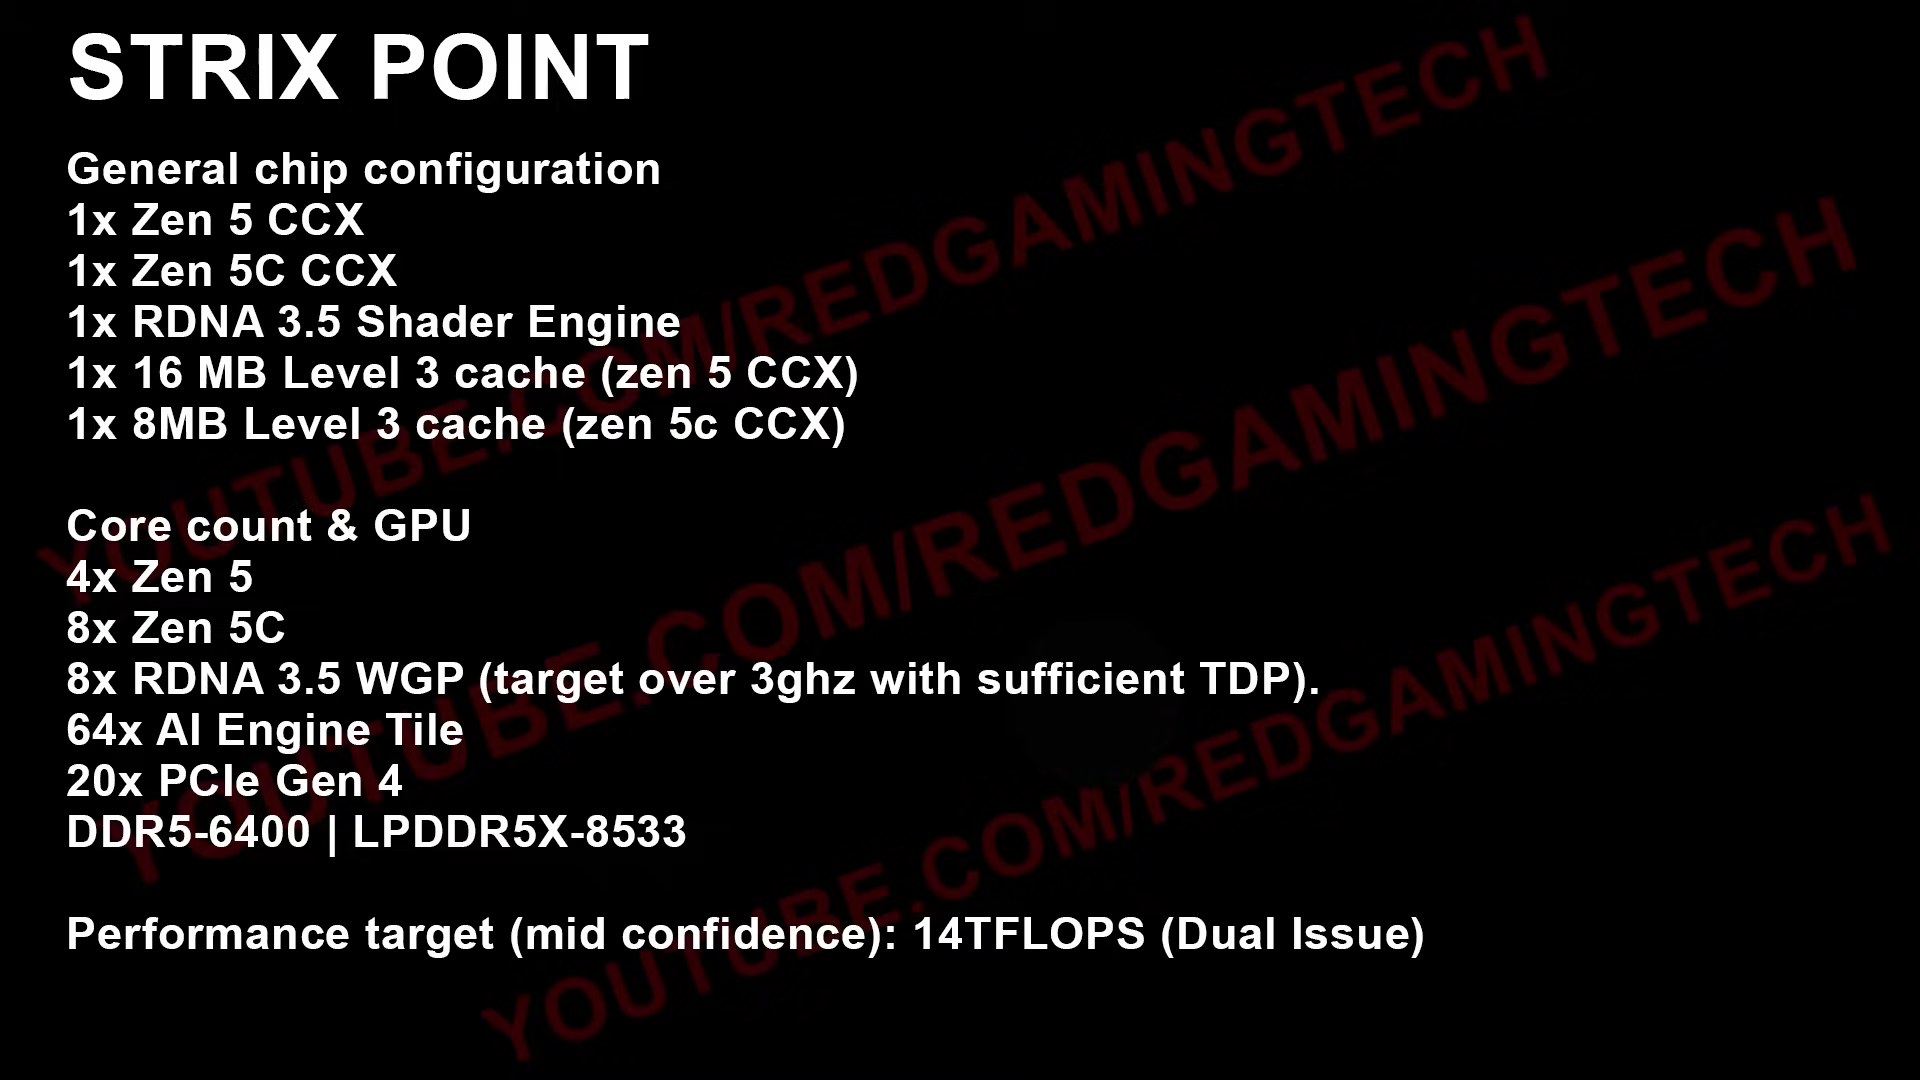 STRIX POINT
General chip configuration
1x Zen 5 CCX
1x Zen 5C CCX
1x RDNA 3.5 Shader Engine
1x 16 MB Level 3 cache (zen 5 CCX)
1x 8MB Level 3 cache (zen 5c CCX)
Core count & GPU
4x Zen 5
8x Zen 5C
8x RDNA 3.5 WGP (target over 3ghz with sufficient TDP).
64x AI Engine Tile
20x PCIe Gen 4
DDR5-6400 | LPDDR5X-8533
Performance target (mid confidence): 14TFLOPS (Dual Issue)
YOUTUBE.COM/REDGAMINGTECH
YOUTUBE.COM/REDGAMINGTECH
YOUTUBE.COM/REDGAMINGTECH